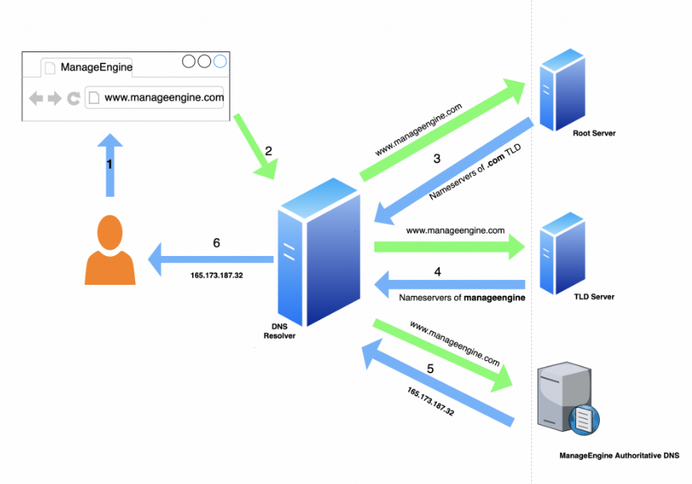 ManageEngine
www.manageengine.com
1
2
www.manageengine.com
3
Nameservers of .com TLD
Root Server
www.manageengine.com
4
Nameservers of manageengine
TLD Server
6
165.173.187.32
DNS
Resolver
www.manageengine.com
5
165.173.187.32
ManageEngine Authoritative DNS